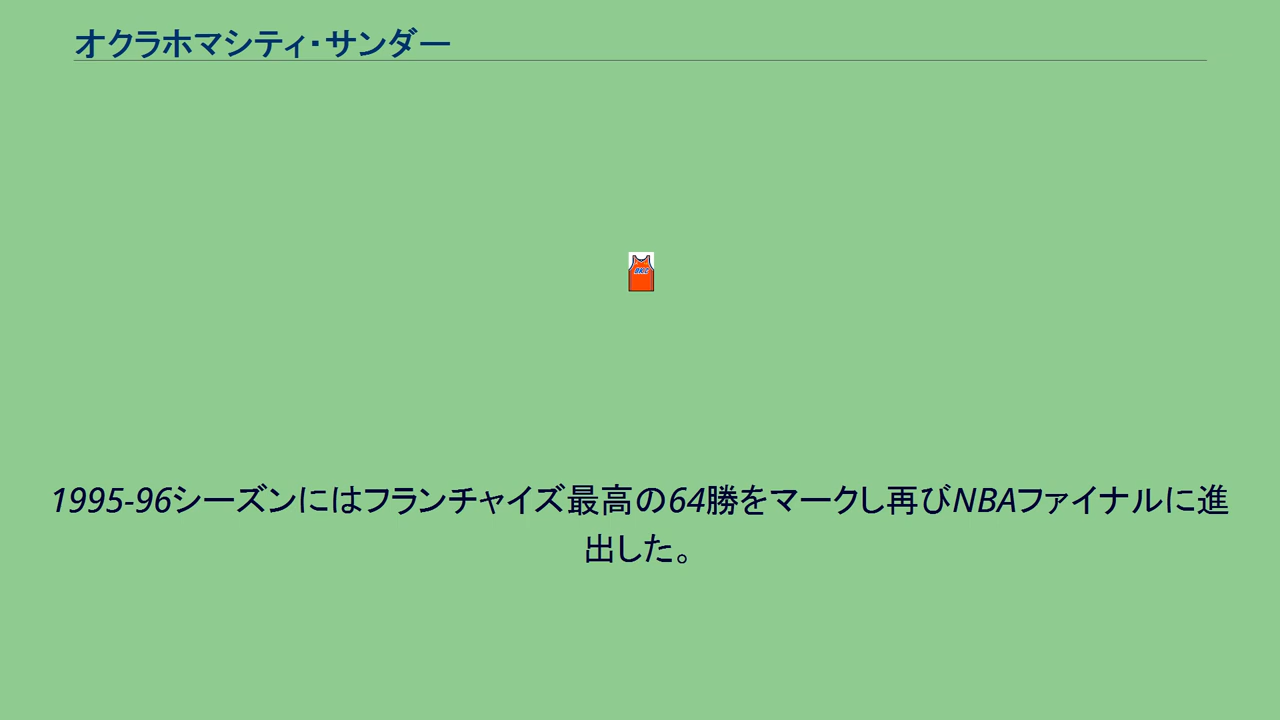 オクラホマシティ・サンダー
OKC
1995-96シーズンにはフランチャイズ最高の64勝をマークし再びNBAファイナルに進
出した。